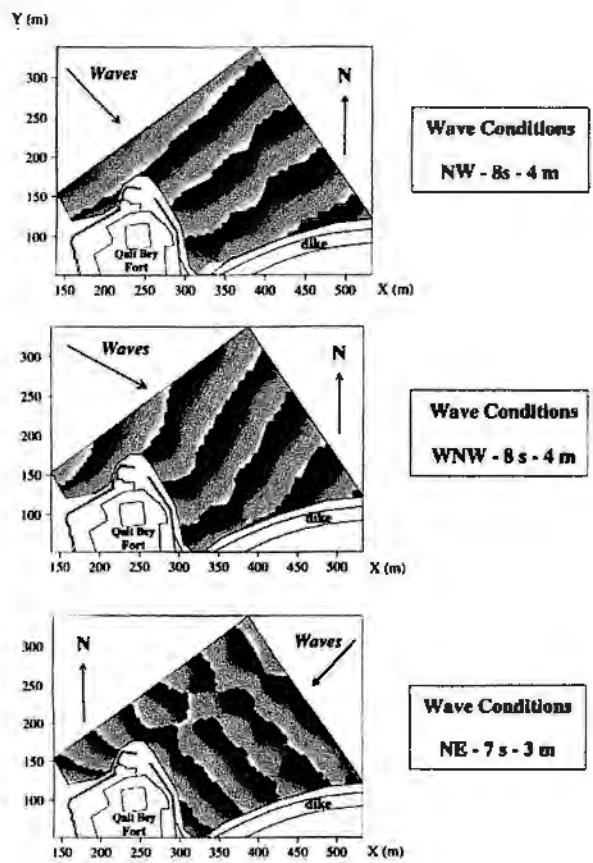 Y (m)
300
250
200
150
100
Waves
N
Qait Bey
Fort
dike
150 200 250 300 350 400 450 500 X (m)
Wave Conditions
NW - 8s - 4 m
300
250
200
150
100
Waves
N
Qait Bey
Fort
dike
150 200 250 300 350 400 450 500 X (m)
Wave Conditions
WNW - 8 s - 4 m
300
250
200
150
100
50
N
Waves
Qait Bey
Fort
dike
150 200 250 300 350 400 450 500 X (m)
Wave Conditions
NE - 7 s - 3 m